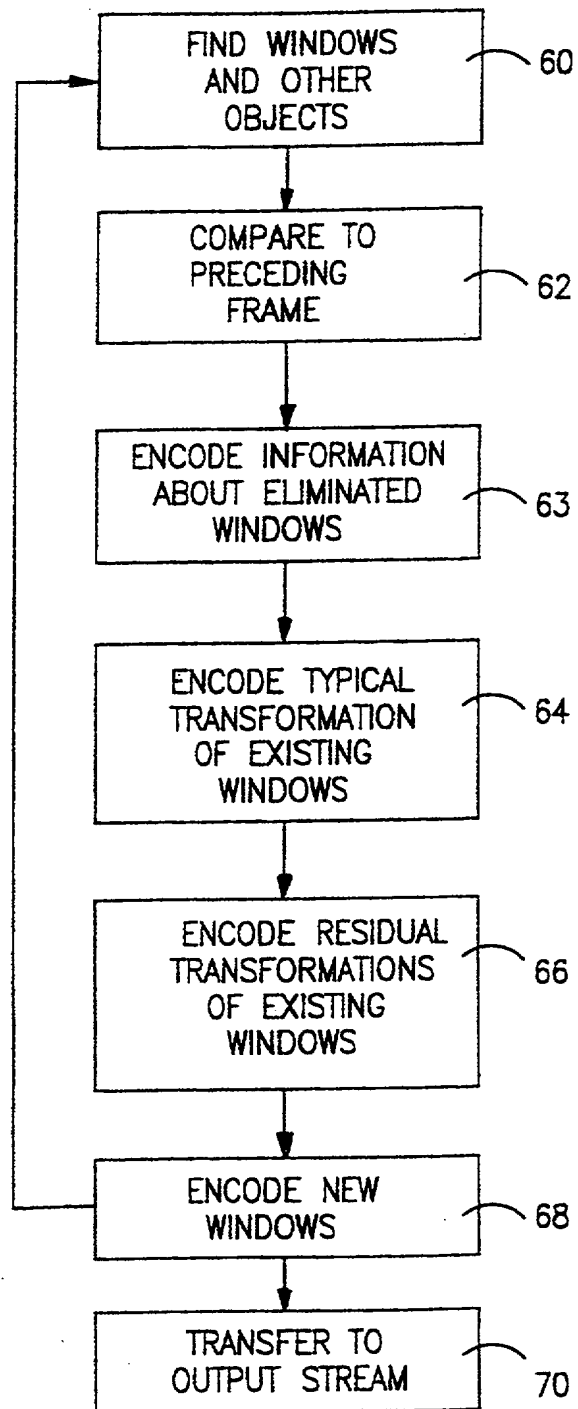 FIND WINDOWS
AND OTHER
OBJECTS
60
COMPARE TO
PRECEDING
FRAME
62
ENCODE INFORMATION
ABOUT ELIMINATED
WINDOWS
63
ENCODE TYPICAL
TRANSFORMATION
OF EXISTING
WINDOWS
64
ENCODE RESIDUAL
TRANSFORMATIONS
OF EXISTING
WINDOWS
66
ENCODE NEW
WINDOWS
68
TRANSFER TO
OUTPUT STREAM
70